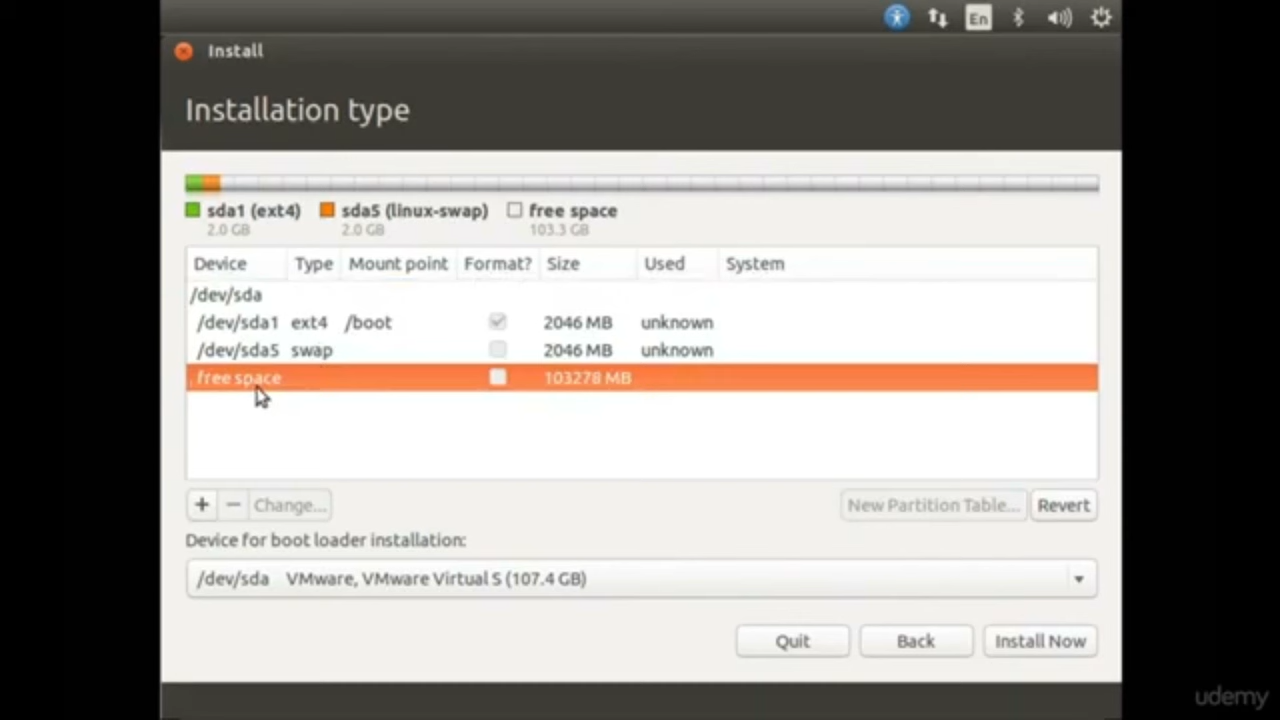 En
Install
Installation type
sda1 (ext4) sda5 (linux-swap) free space
2.0 GB 2.0 GB 103.3 GB
Device Type Mount point Format? Size Used System
/dev/sda
/dev/sda1 ext4 /boot 2046 MB unknown
/dev/sda5 swap 2046 MB unknown
free space 103278 MB
+ − Change... New Partition Table... Revert
Device for boot loader installation:
/dev/sda VMware, VMware Virtual S (107.4 GB)
Quit Back Install Now
udemy